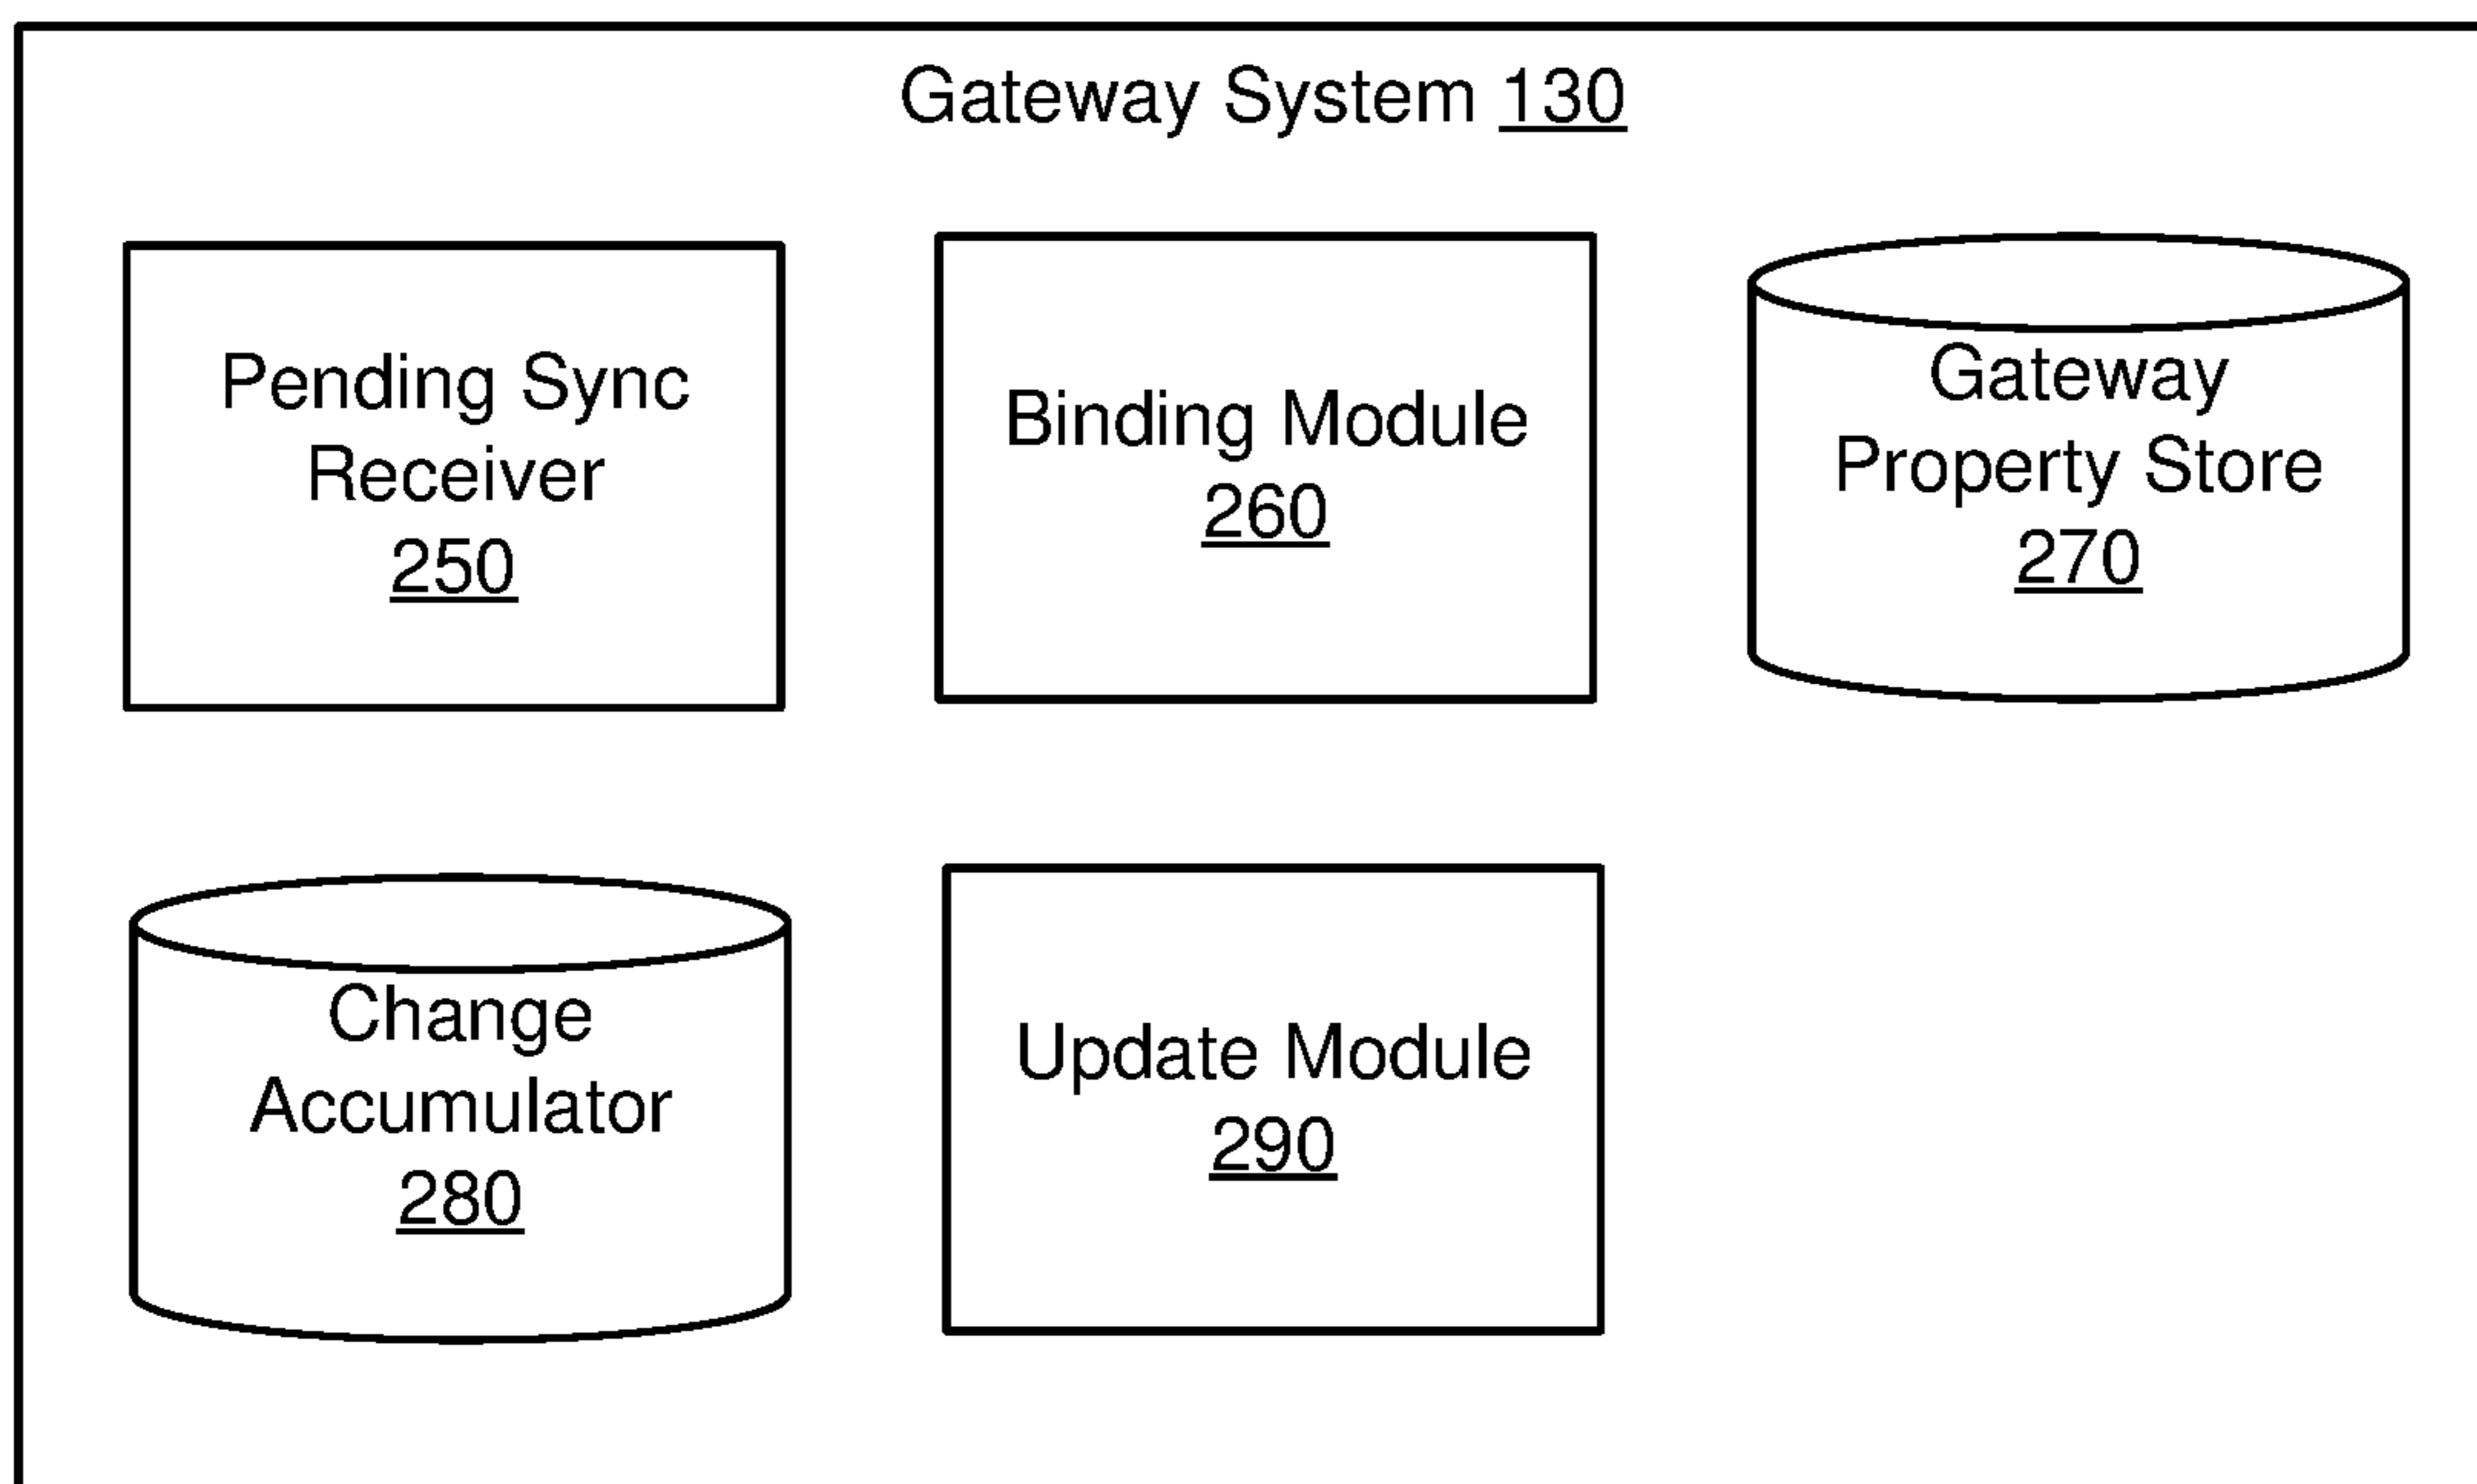 Gateway System 130
Pending Sync
Receiver
250
Binding Module
260
Gateway
Property Store
270
Change
Accumulator
280
Update Module
290